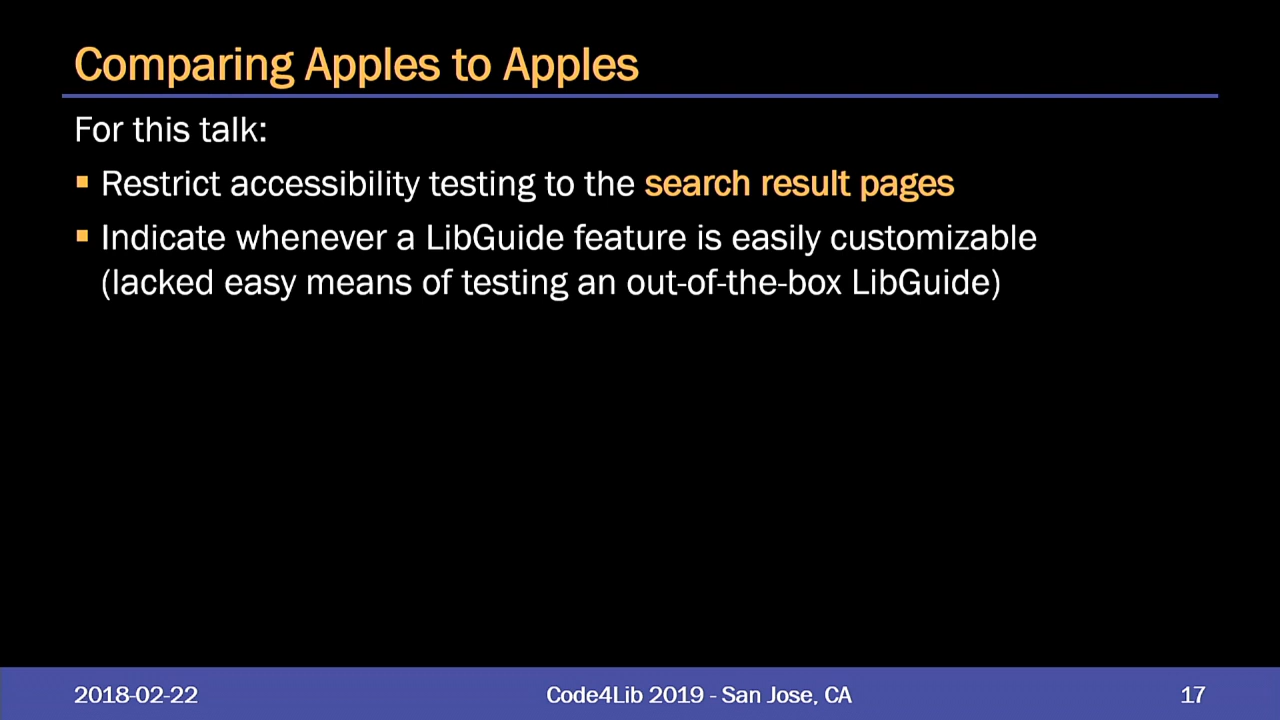 Comparing Apples to Apples
For this talk:
▪ Restrict accessibility testing to the search result pages
▪ Indicate whenever a LibGuide feature is easily customizable
(lacked easy means of testing an out-of-the-box LibGuide)
2018-02-22
Code4Lib 2019 - San Jose, CA
17